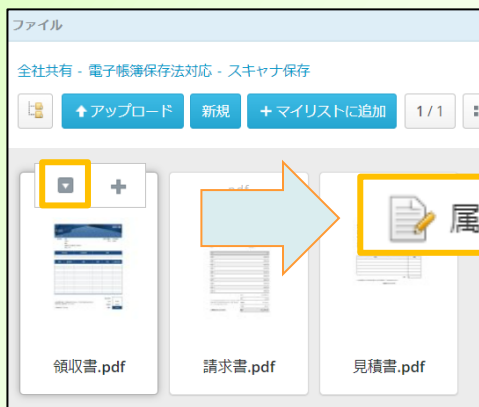 ファイル
全社共有 - 電子帳簿保存法対応 - スキャナ保存
アップロード 新規 + マイリストに追加 1 / 1
属
領収書.pdf 請求書.pdf 見積書.pdf